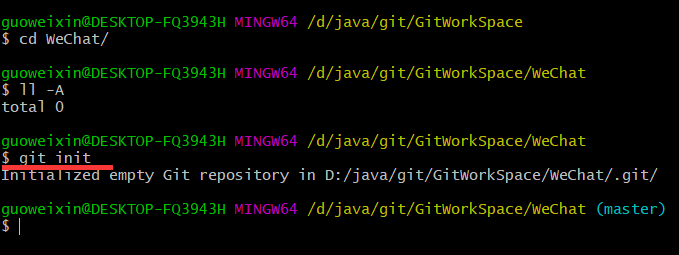 guoweixin@DESKTOP-FQ3943H MINGW64 /d/java/git/GitWorkSpace
$ cd WeChat/
guoweixin@DESKTOP-FQ3943H MINGW64 /d/java/git/GitWorkSpace/WeChat
$ ll -A
total 0
guoweixin@DESKTOP-FQ3943H MINGW64 /d/java/git/GitWorkSpace/WeChat
$ git init
Initialized empty Git repository in D:/java/git/GitWorkSpace/WeChat/.git/
guoweixin@DESKTOP-FQ3943H MINGW64 /d/java/git/GitWorkSpace/WeChat (master)
$